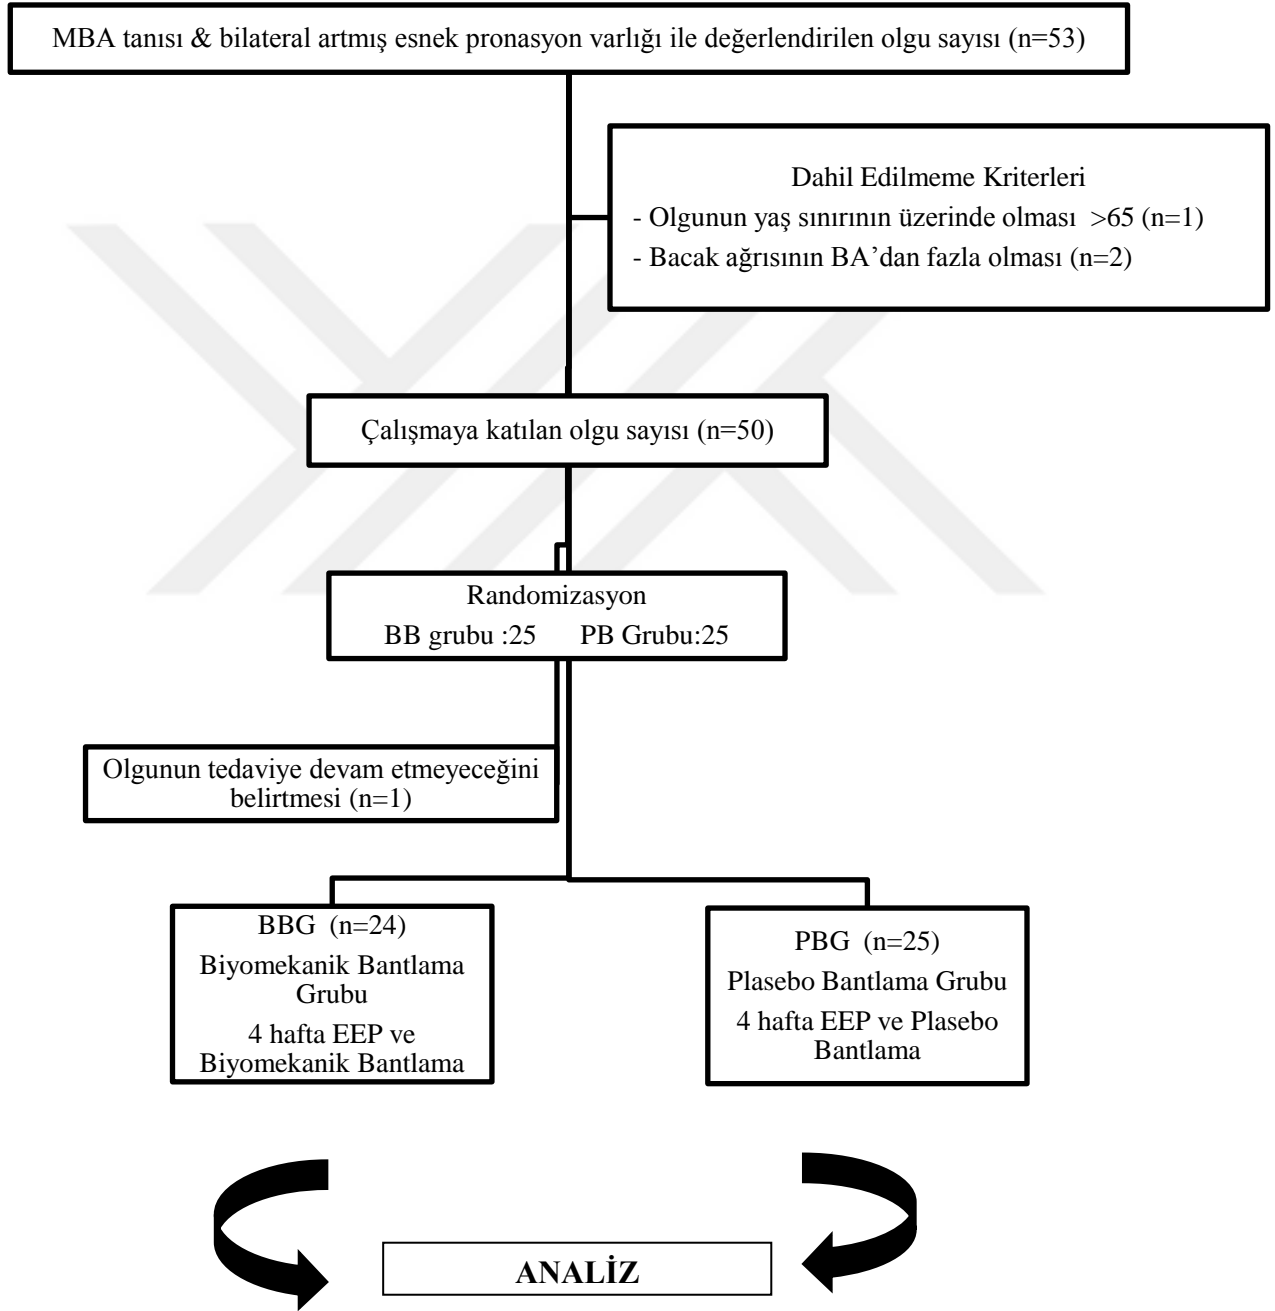 MBA tanısı & bilateral artmış esnek pronasyon varlığı ile değerlendirilen olgu sayısı (n=53)
Dahil Edilmeme Kriterleri
- Olgunun yaş sınırının üzerinde olması >65 (n=1)
- Bacak ağrısının BA’dan fazla olması (n=2)
Çalışmaya katılan olgu sayısı (n=50)
Randomizasyon
BB grubu :25 PB Grubu:25
Olgunun tedaviye devam etmeyeceğini
belirtmesi (n=1)
BBG (n=24)
Biyomekanik Bantlama
Grubu
4 hafta EEP ve
Biyomekanik Bantlama
PBG (n=25)
Plasebo Bantlama Grubu
4 hafta EEP ve Plasebo
Bantlama
ANALİZ